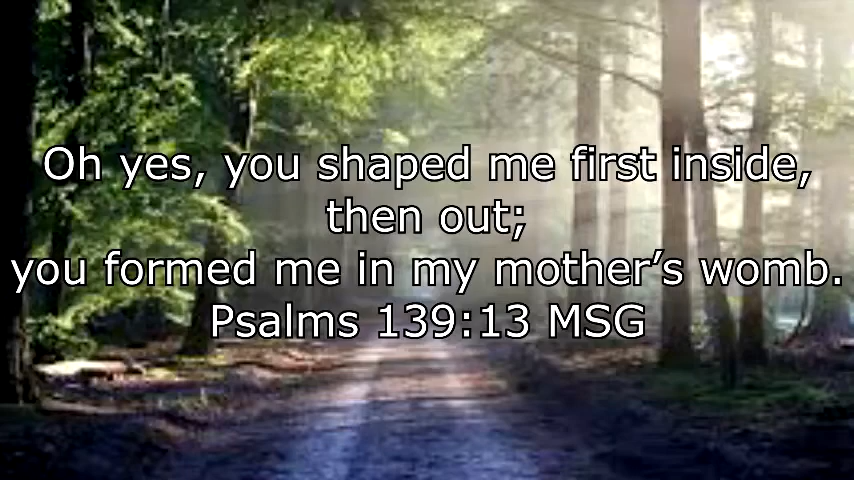 Oh yes, you shaped me first inside,
then out;
you formed me in my mother’s womb.
Psalms 139:13 MSG